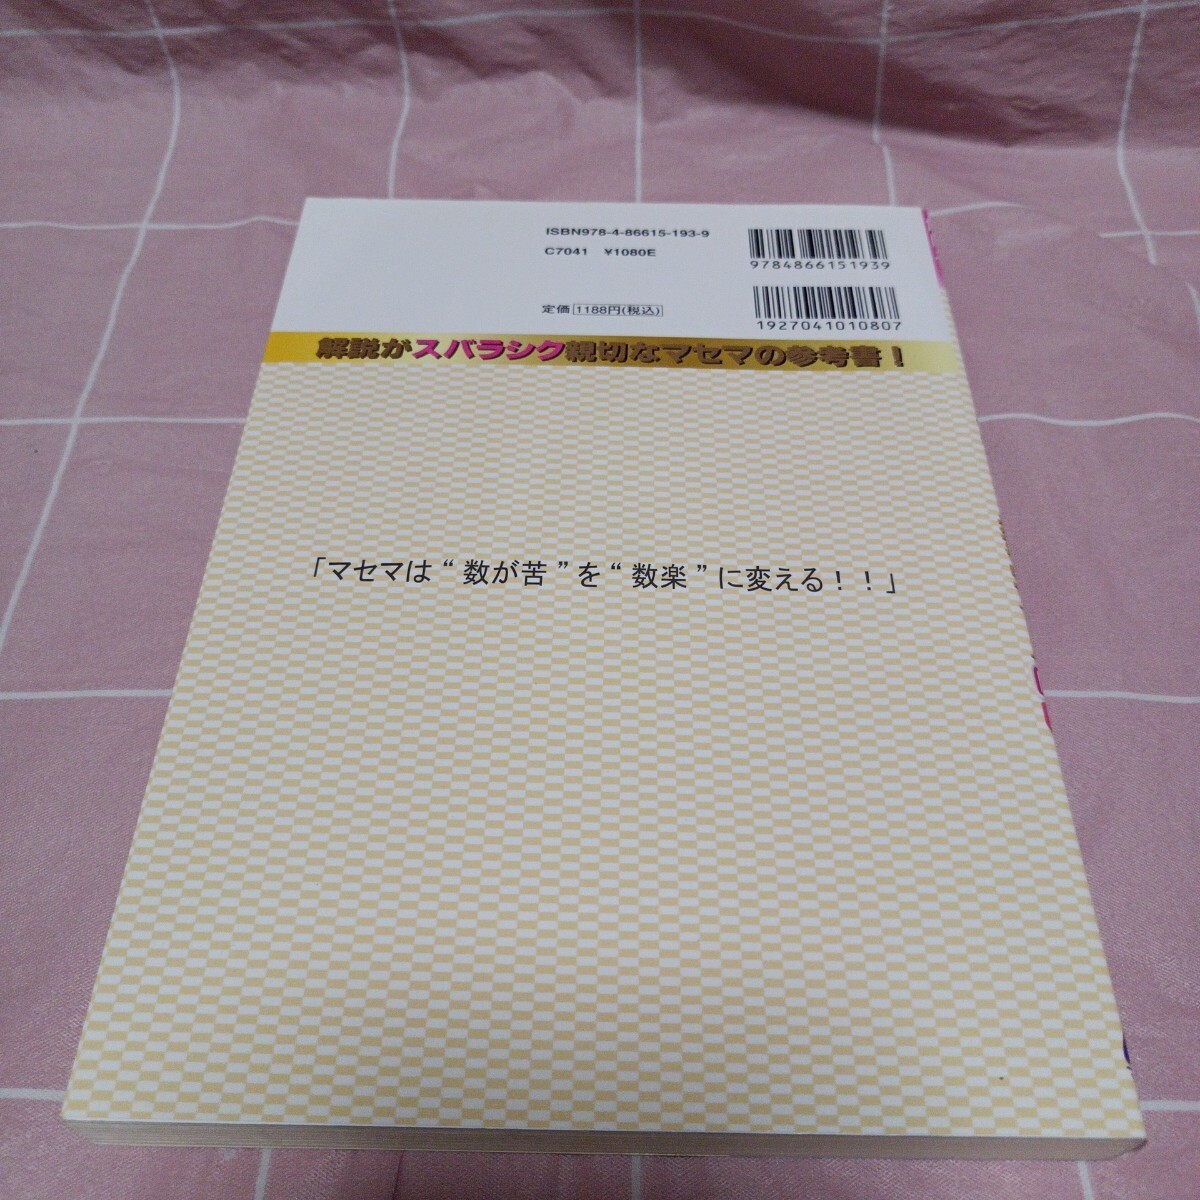 ISBN978-4-86615-193-9
C7041 ¥1080E
9784866151939
定価 1188円(税込)
1927041010807
解説がスバラシク親切なマセマの参考書！
「マセマは“数が苦”を“数楽”に変える！！」